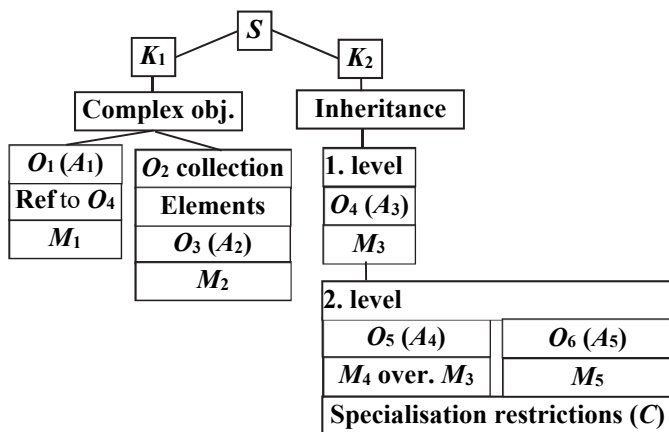 S
K1
K2
Complex obj.
Inheritance
O1 (A1)
Ref to O4
M1
O2 collection
Elements
O3 (A2)
M2
1. level
O4 (A3)
M3
2. level
O5 (A4)
O6 (A5)
M4 over. M3
M5
Specialisation restrictions (C)